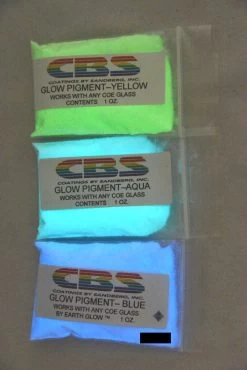 CBS
COATINGS BY SANDBERG, INC.
GLOW PIGMENT-YELLOW
WORKS WITH ANY COE GLASS
CONTENTS 1 OZ.
CBS
COATINGS BY SANDBERG, INC.
GLOW PIGMENT-AQUA
WORKS WITH ANY COE GLASS
CONTENTS 1 OZ.
CBS
COATINGS BY SANDBERG, INC.
GLOW PIGMENT- BLUE
WORKS WITH ANY COE GLASS
BY EARTH GLOW ™ 1 OZ.